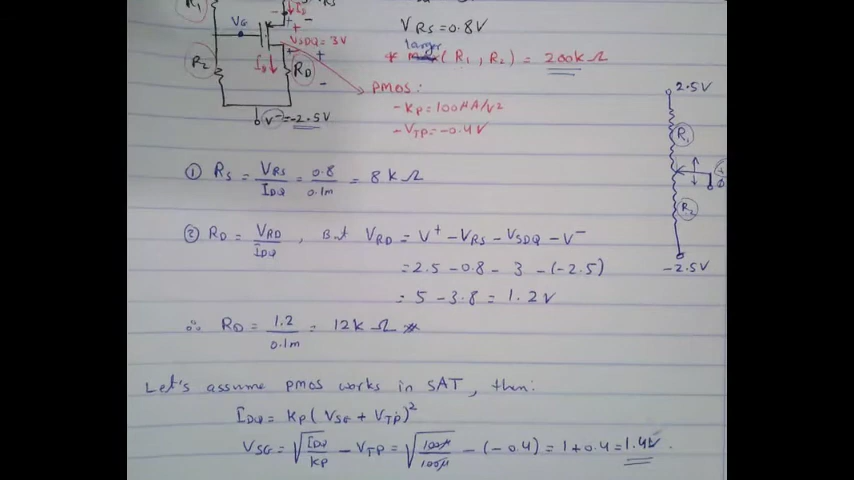 R1
VG
VSDQ = 3V
R2
ID
RD
V⁻ = -2.5V
VRS = 0.8V
larger
* (R1, R2) = 200kΩ
PMOS:
- KP = 100μA/V²
- VTP = -0.4V
2.5V
R1
R2
-2.5V
① RS = VRS/IDQ = 0.8/0.1m = 8kΩ
② RD = VRD/IDQ , But VRD = V⁺ - VRS - VSDQ - V⁻
= 2.5 - 0.8 - 3 - (-2.5)
= 5 - 3.8 = 1.2V
∴ RD = 1.2/0.1m = 12kΩ *
Let's assume PMOS works in SAT, then:
IDQ = KP(VSG + VTP)²
VSG = √(IDQ/KP) - VTP = √(100μ/100μ) - (-0.4) = 1 + 0.4 = 1.4V.